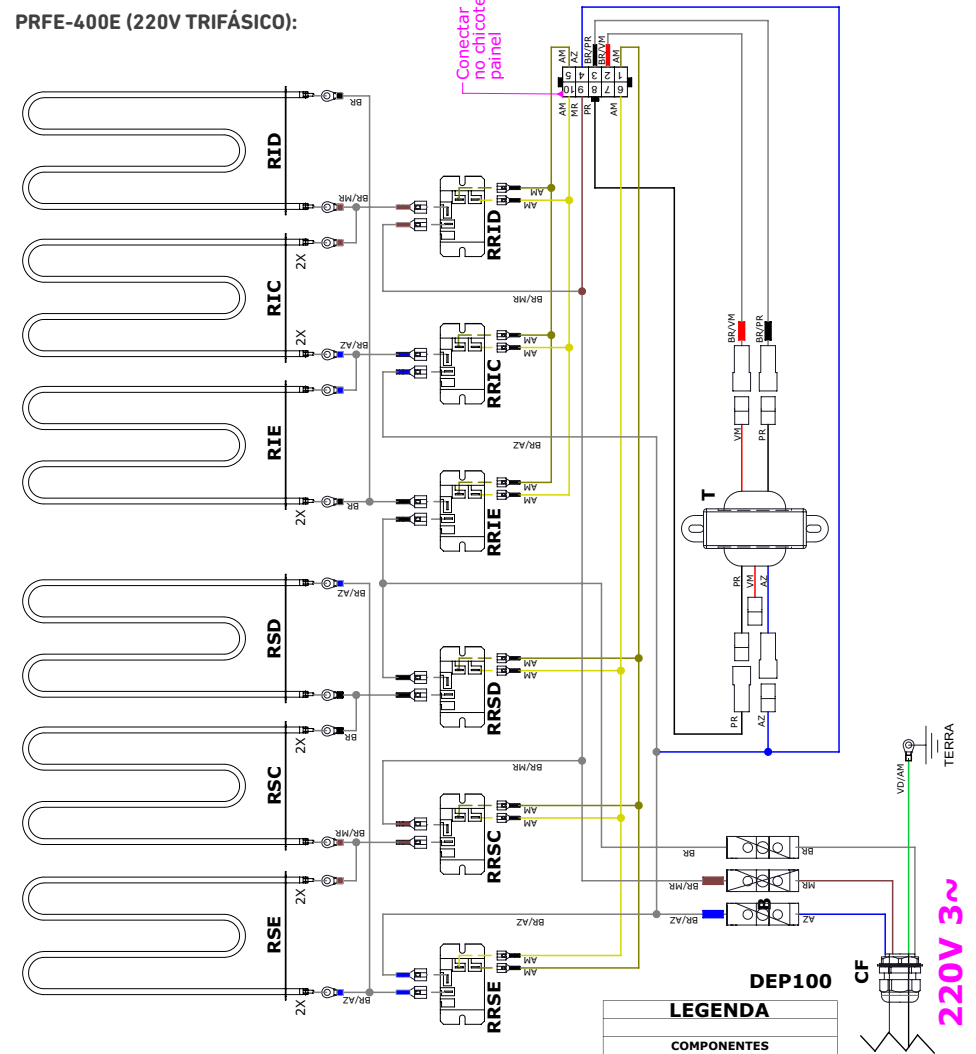 PRFE-400E (220V TRIFÁSICO):
Conectar
no chicote
painel
AM
AZ
BR/PR
BR/VM
AM
5
4
3
2
1
10
9
8
7
6
AM
MR
PR
AM
BR
RID
BR/MR
2X
RIC
2X
BR/AZ
RIE
2X
BR
RSD
BR/AZ
2X
BR
RSC
2X
BR/MR
2X
RSE
2X
BR/AZ
AM
AM
RRID
BR/MR
AM
AM
RRIC
BR/AZ
AM
AM
RRIE
AM
AM
RRSD
BR/MR
AM
AM
RRSC
BR/AZ
AM
AM
RRSE
BR/VM
BR/PR
VM
PR
T
PR
VM
AZ
PR
AZ
VD/AM
TERRA
BR
BR
BR/MR
MR
B
BR/AZ
AZ
DEP100
CF
220V 3~
LEGENDA
COMPONENTES